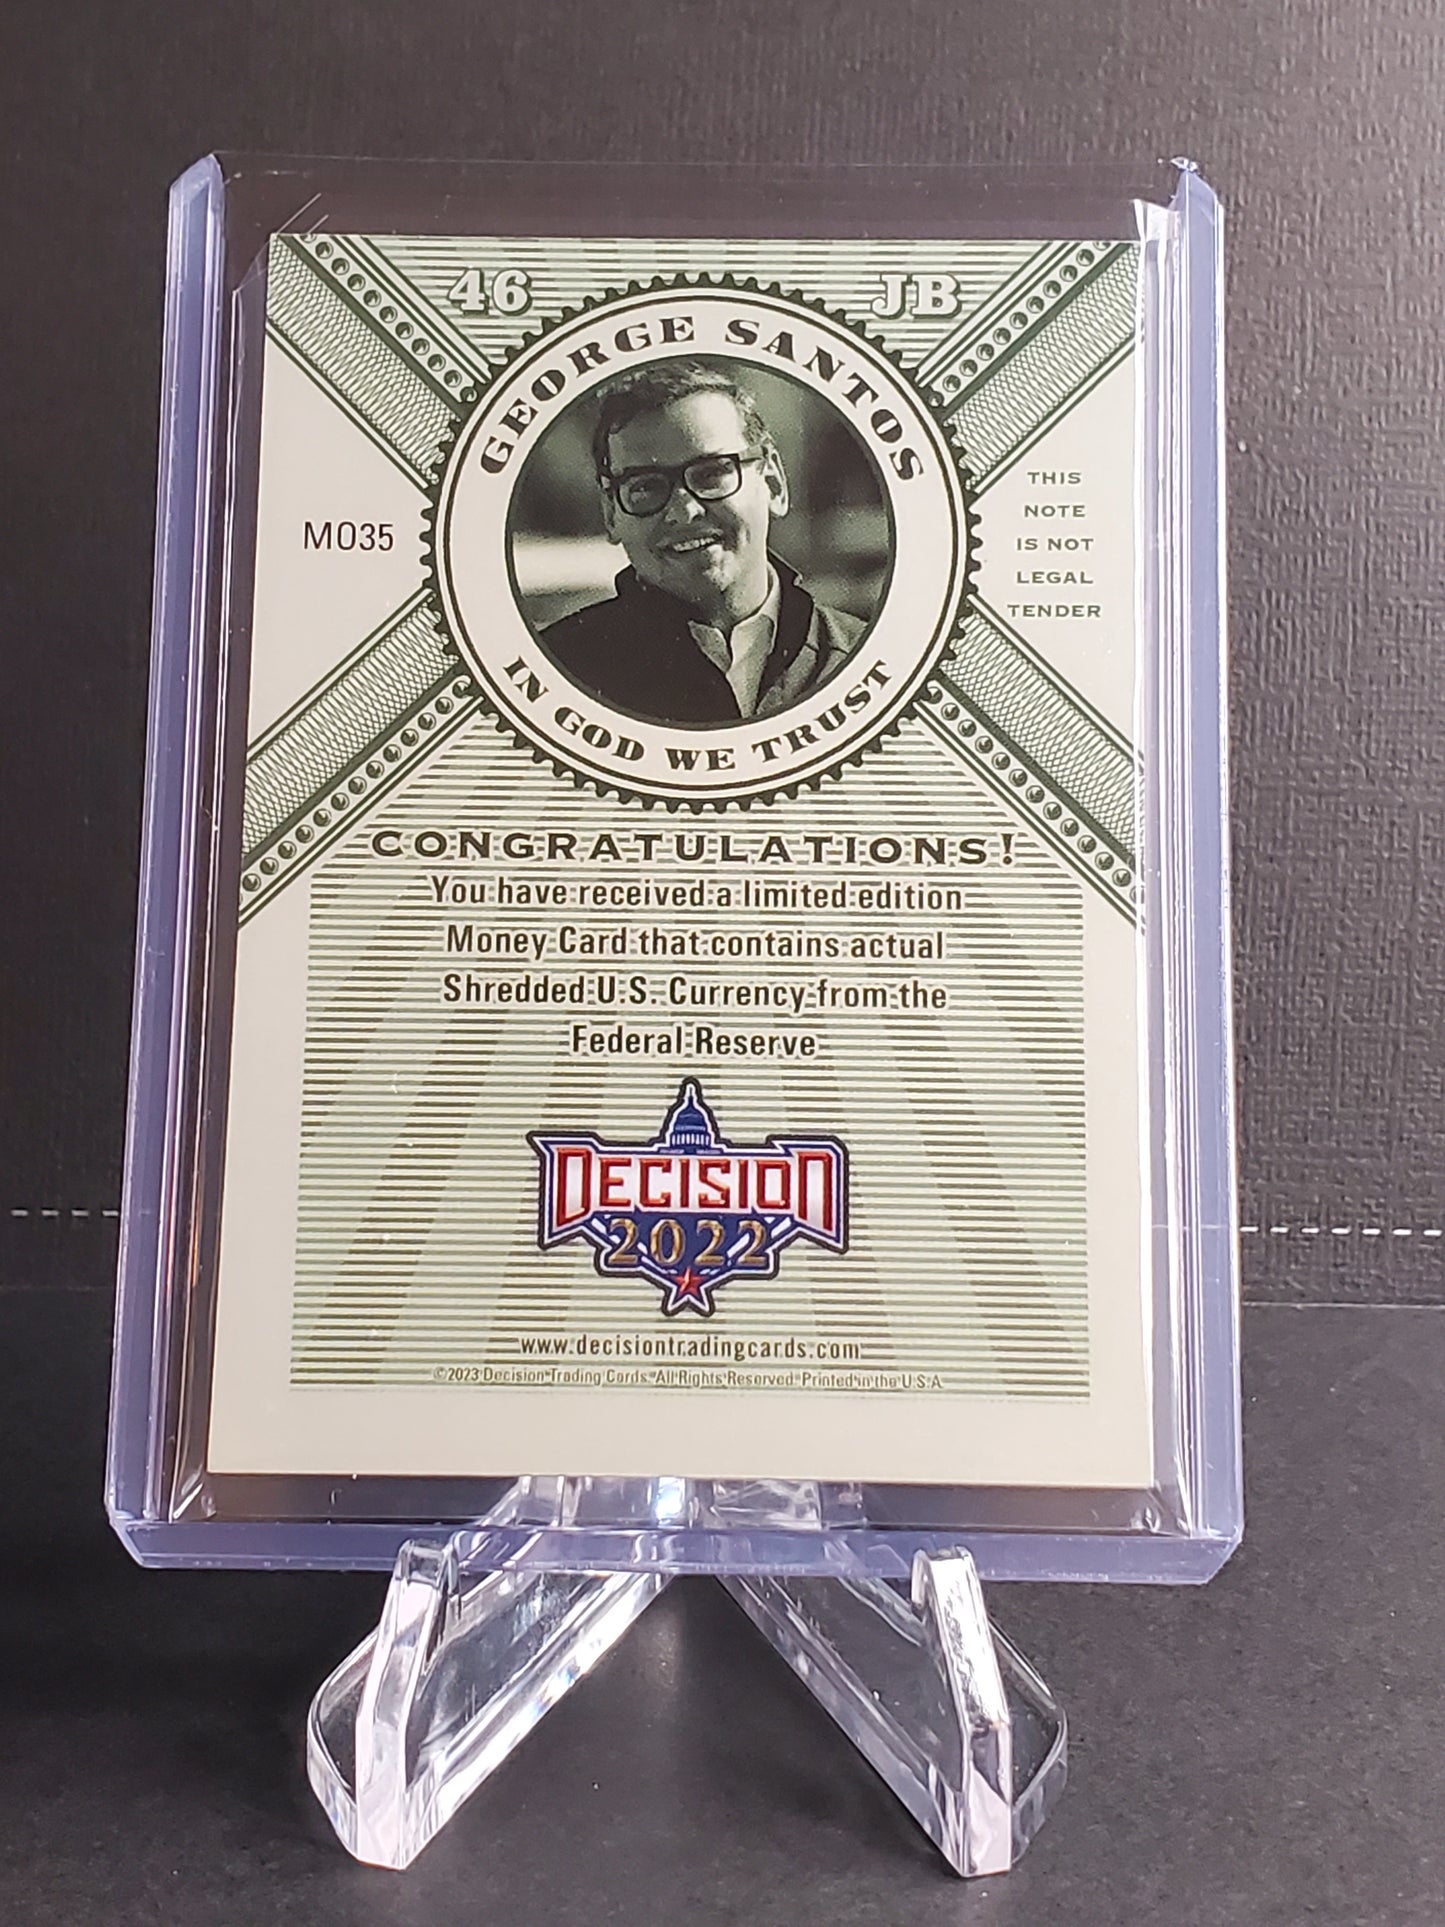 46
JB
GEORGE SANTOS
MO35
THIS
NOTE
IS NOT
LEGAL
TENDER
IN GOD WE TRUST
CONGRATULATIONS!
You have received a limited edition
Money Card that contains actual
Shredded U.S. Currency from the
Federal Reserve
DECISION
2022
www.decisiontradingcards.com
©2023 Decision Trading Cards. All Rights Reserved. Printed in the U.S.A.